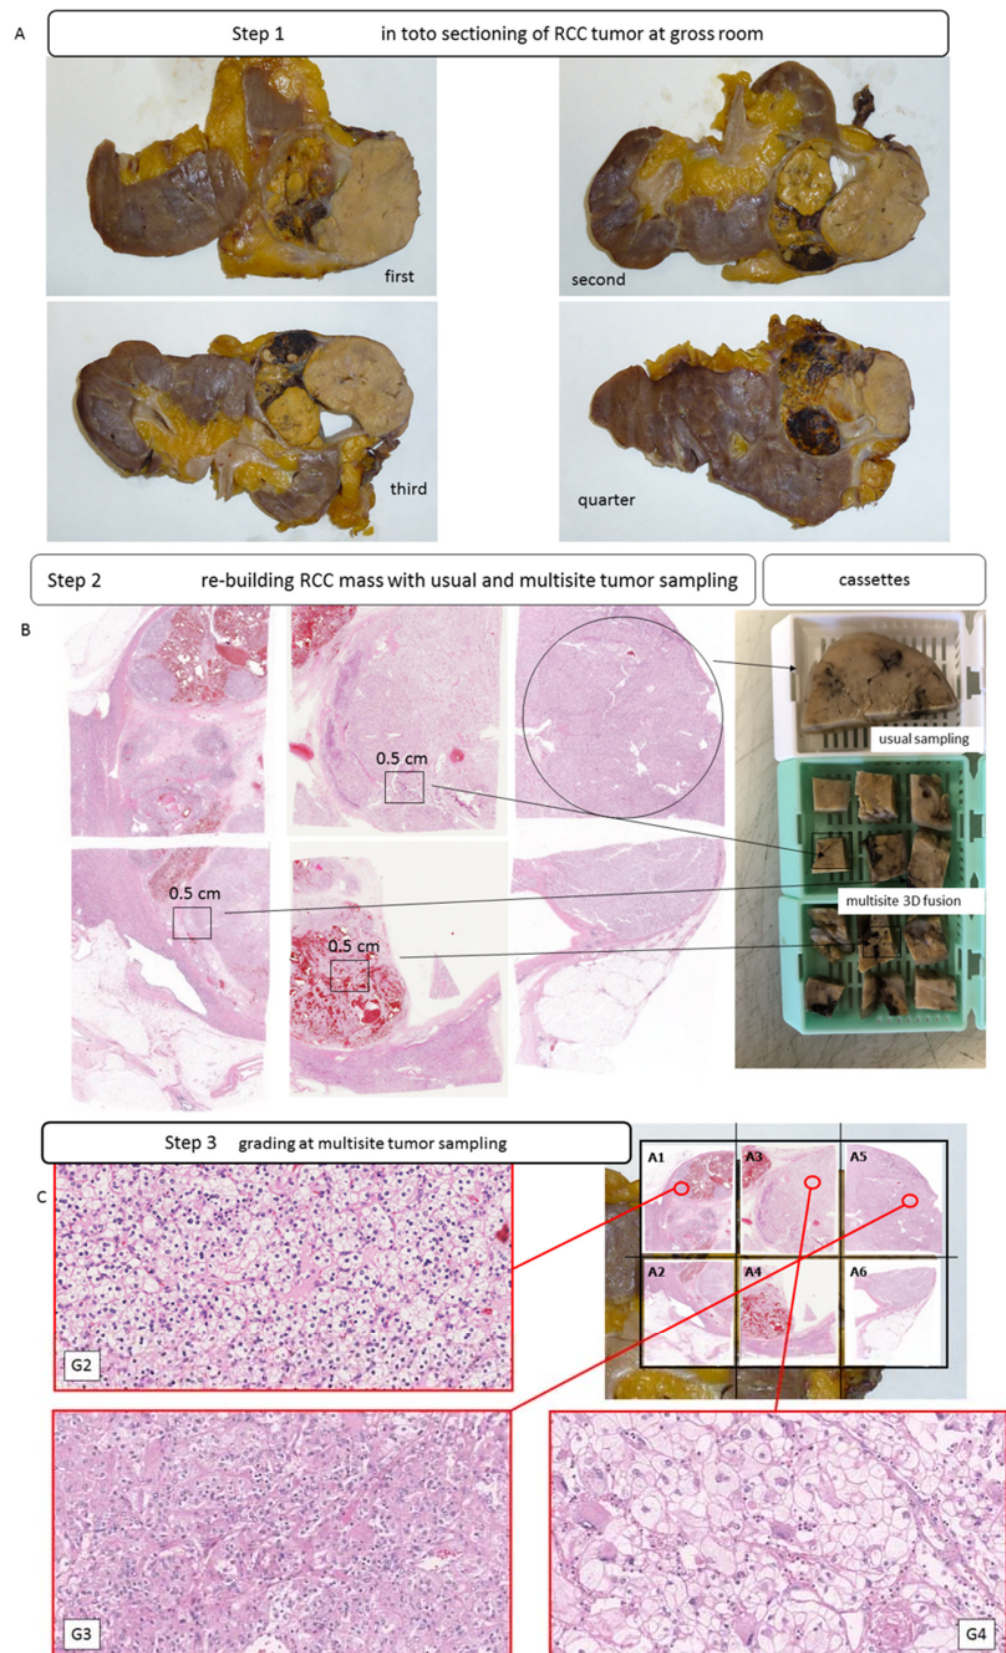 A
Step 1 in toto sectioning of RCC tumor at gross room
first
second
third
quarter
Step 2 re-building RCC mass with usual and multisite tumor sampling
cassettes
B
usual sampling
0.5 cm
0.5 cm
multisite 3D fusion
0.5 cm
Step 3 grading at multisite tumor sampling
C
A1
A3
A5
A2
A4
A6
G2
G3
G4